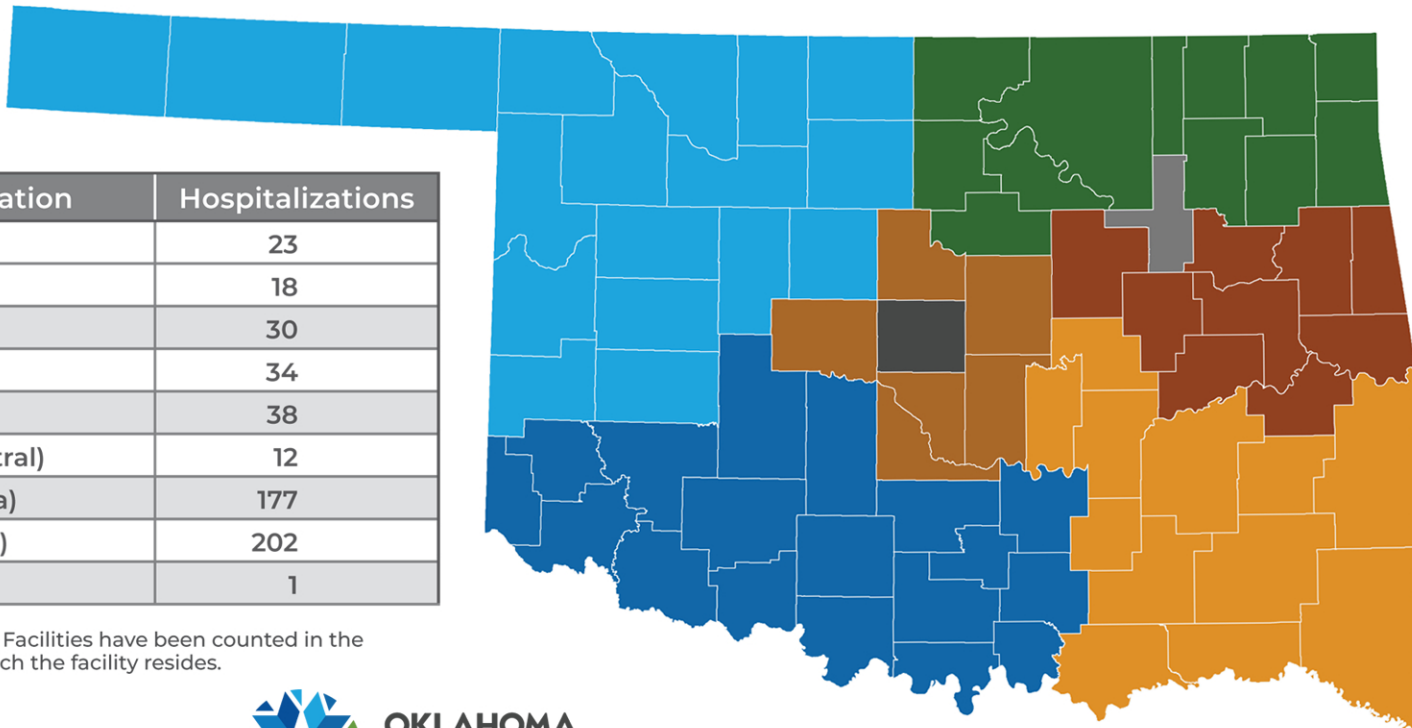 ation Hospitalizations
23
18
30
34
38
tral) 12
a) 177
) 202
1
Facilities have been counted in the
ch the facility resides.
OKLAHOMA